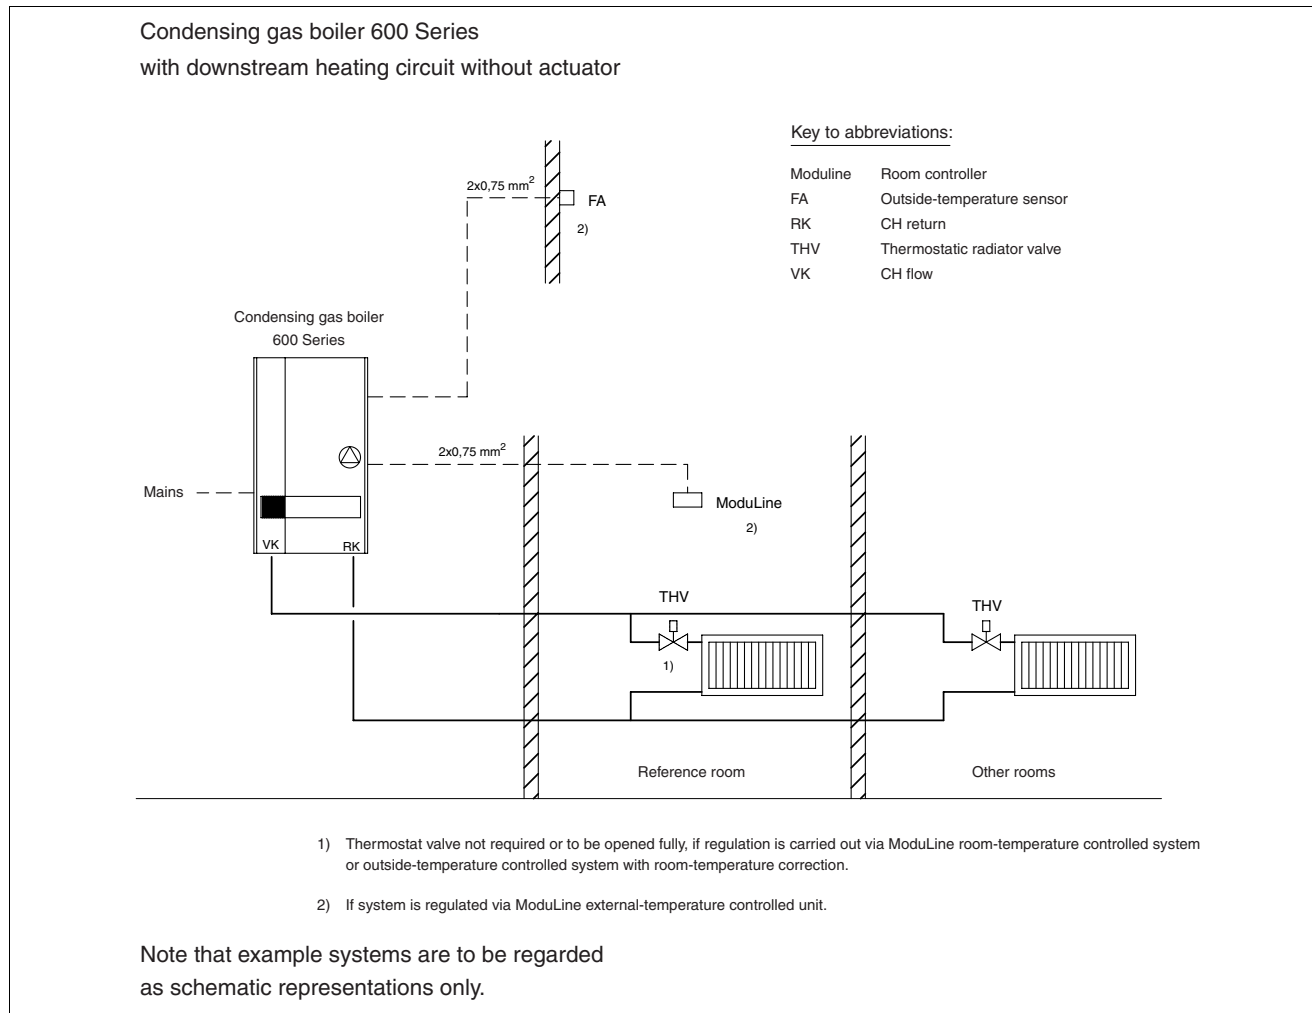 Condensing gas boiler 600 Series
with downstream heating circuit without actuator
Key to abbreviations:
Moduline Room controller
FA Outside-temperature sensor
RK CH return
THV Thermostatic radiator valve
VK CH flow
2x0,75 mm2
FA
2)
Condensing gas boiler
600 Series
2x0,75 mm2
Mains
ModuLine
2)
VK RK
THV
THV
1)
Reference room
Other rooms
1) Thermostat valve not required or to be opened fully, if regulation is carried out via ModuLine room-temperature controlled system
or outside-temperature controlled system with room-temperature correction.
2) If system is regulated via ModuLine external-temperature controlled unit.
Note that example systems are to be regarded
as schematic representations only.